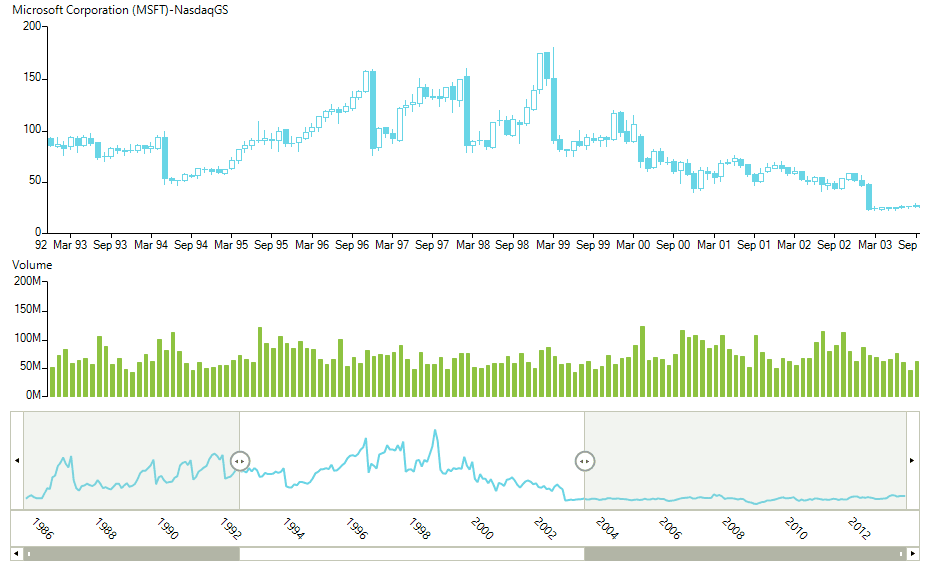 Microsoft Corporation (MSFT)-NasdaqGS
200
150
100
50
0
92 Mar 93 Sep 93 Mar 94 Sep 94 Mar 95 Sep 95 Mar 96 Sep 96 Mar 97 Sep 97 Mar 98 Sep 98 Mar 99 Sep 99 Mar 00 Sep 00 Mar 01 Sep 01 Mar 02 Sep 02 Mar 03 Sep
Volume
200M
150M
100M
50M
0M
1986 1988 1990 1992 1994 1996 1998 2000 2002 2004 2006 2008 2010 2012